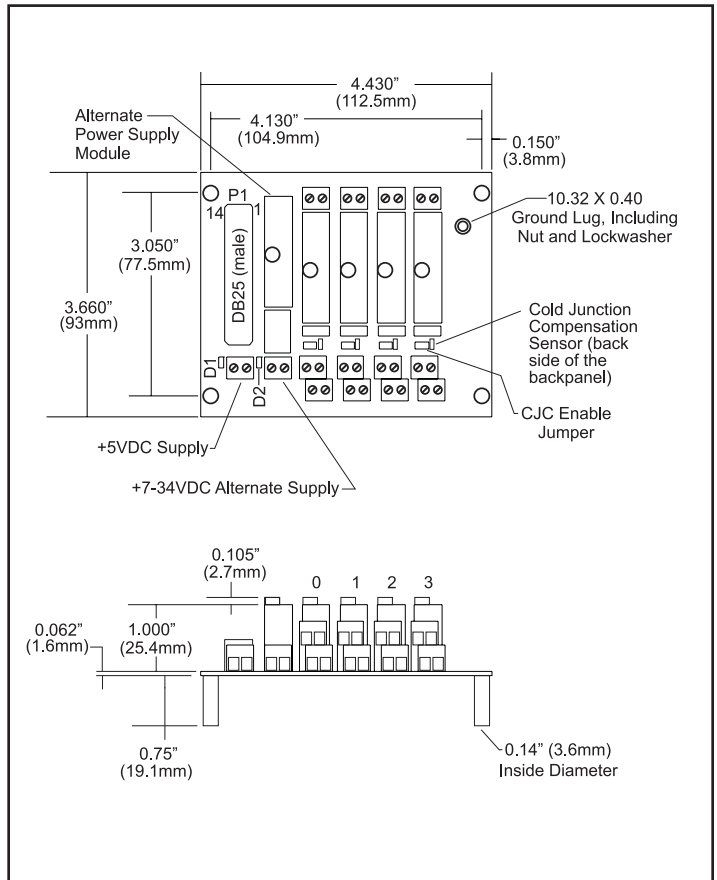 4.430”
(112.5mm)
4.130”
(104.9mm)
0.150”
(3.8mm)
Alternate
Power Supply
Module
10.32 X 0.40
Ground Lug, Including
Nut and Lockwasher
P1
14
1
DB25 (male)
3.050”
(77.5mm)
3.660”
(93mm)
Cold Junction
Compensation
Sensor (back
side of the
backpanel)
D1
D2
CJC Enable
Jumper
+5VDC Supply
+7-34VDC Alternate Supply
0.105”
(2.7mm)
0 1 2 3
0.062”
(1.6mm)
1.000”
(25.4mm)
0.75”
(19.1mm)
0.14” (3.6mm)
Inside Diameter